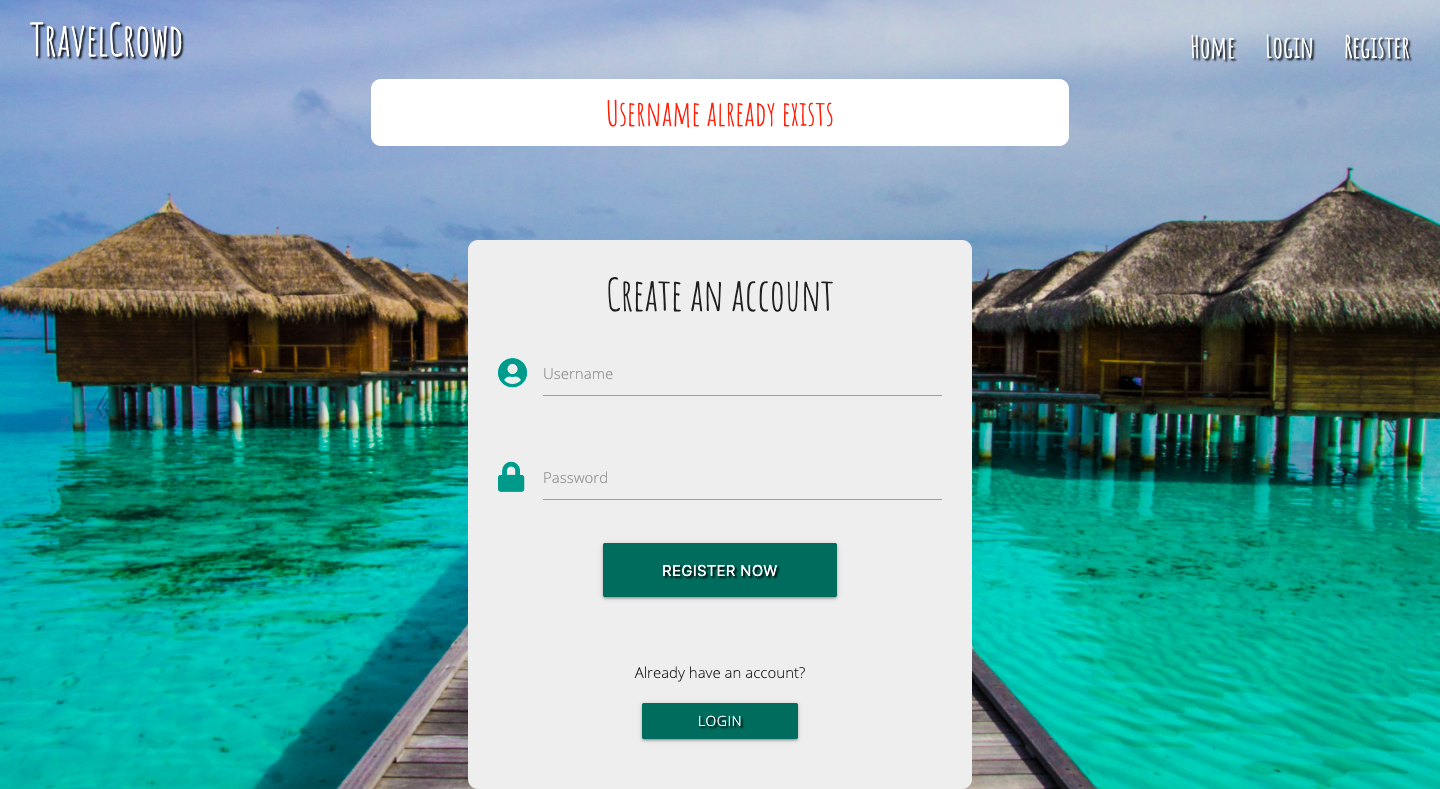 TravelCrowd
Home Login Register
Username already exists
Create an account
Username
Password
REGISTER NOW
Already have an account?
LOGIN